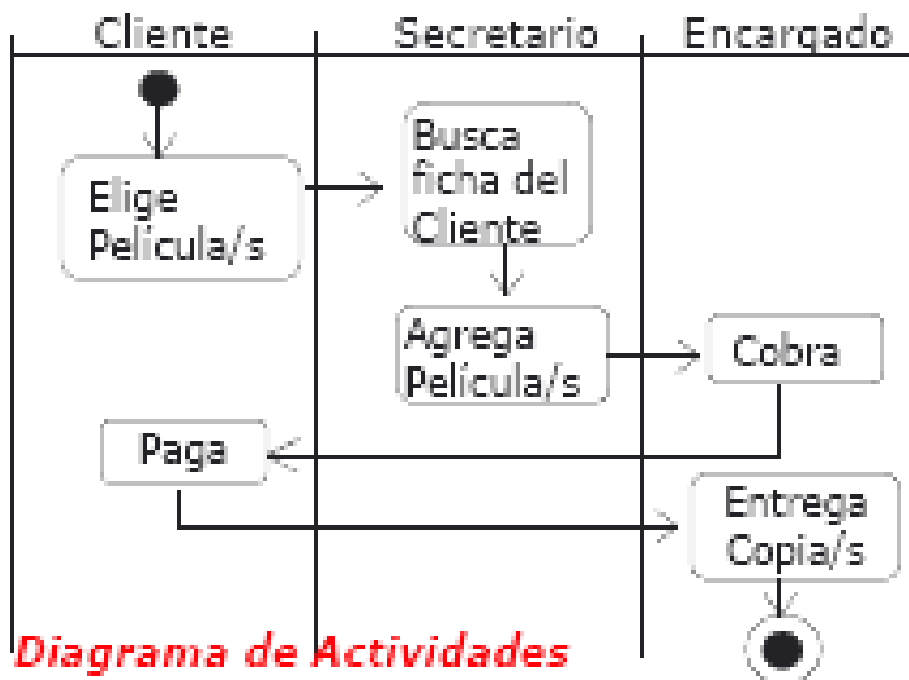 Cliente
Secretario
Encargado
Elige
Película/s
Busca
ficha del
Cliente
Agrega
Película/s
Cobra
Paga
Entrega
Copia/s
Diagrama de Actividades